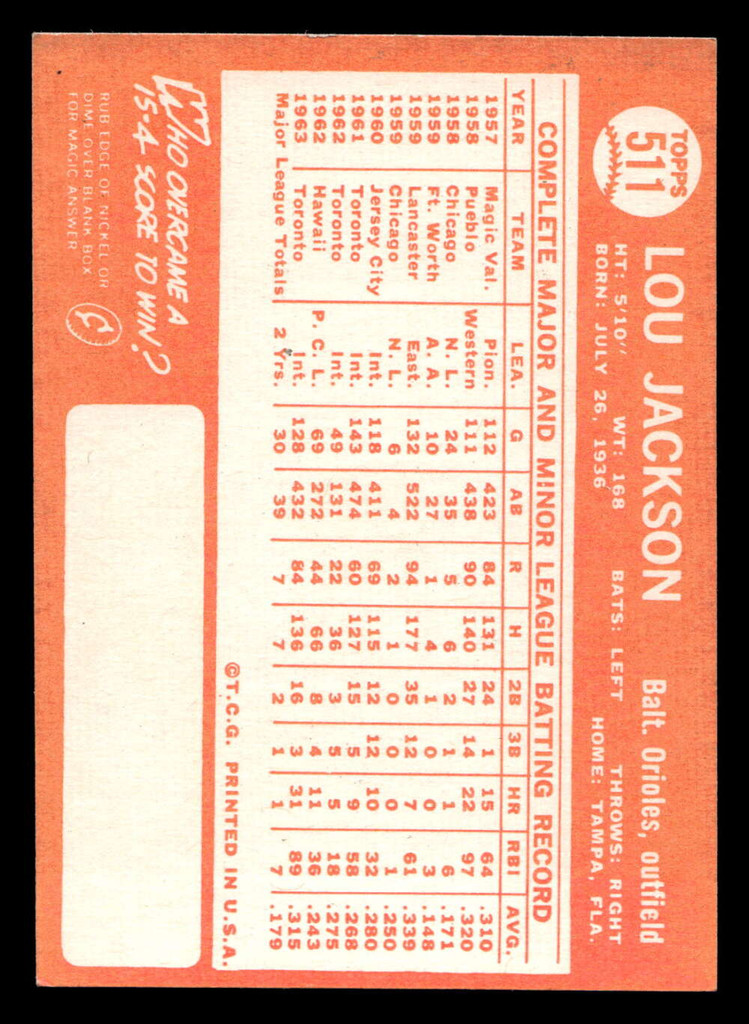 TOPPS
511
LOU JACKSON Balt. Orioles, outfield
HT: 5'10" WT: 168 BATS: LEFT THROWS: RIGHT
BORN: JULY 26, 1936 HOME: TAMPA, FLA.
COMPLETE MAJOR AND MINOR LEAGUE BATTING RECORD
YEAR TEAM LEA. G AB R H 2B 3B HR RBI AVG.
1957 Magic Val. Pion. 112 423 84 131 24 1 15 64 .310
1958 Pueblo Western 111 438 90 140 27 14 22 97 .320
1958 Chicago N. L. 24 35 5 6 2 1 1 6 .171
1959 Ft. Worth A. A. 10 27 1 4 1 0 0 3 .148
1959 Lancaster East. 132 522 94 177 35 12 7 61 .339
1959 Chicago N. L. 6 4 2 1 0 0 0 1 .250
1960 Jersey City Int. 118 411 69 115 12 12 10 32 .280
1961 Toronto Int. 143 474 60 127 15 5 9 58 .268
1962 Toronto Int. 49 131 22 36 3 5 5 18 .275
1962 Hawaii P. C. L. 69 272 44 66 8 4 11 36 .243
1963 Toronto Int. 128 432 84 136 16 3 31 89 .315
Major League Totals 2 Yrs. 30 39 7 7 2 1 1 7 .179
©T.C.G. PRINTED IN U.S.A.
WHO OVERCAME A
15-4 SCORE TO WIN?
RUB EDGE OF NICKEL OR
DIME OVER BLANK BOX
FOR MAGIC ANSWER